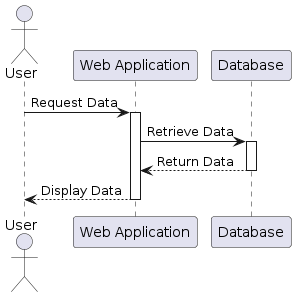 User
Web Application
Database
Request Data
Retrieve Data
Return Data
Display Data
User
Web Application
Database